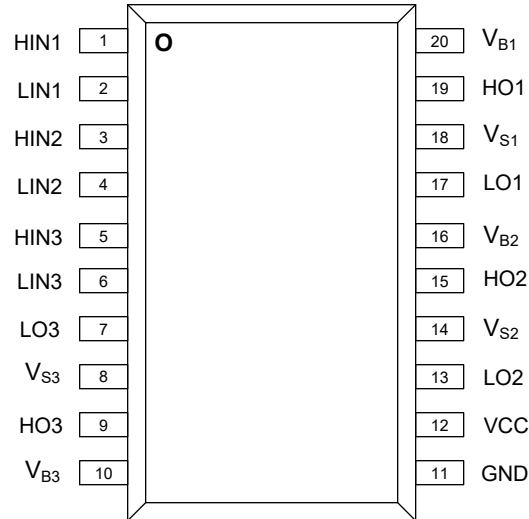 HIN1 1 O 20 VB1
LIN1 2 19 HO1
HIN2 3 18 VS1
LIN2 4 17 LO1
HIN3 5 16 VB2
LIN3 6 15 HO2
LO3 7 14 VS2
VS3 8 13 LO2
HO3 9 12 VCC
VB3 10 11 GND